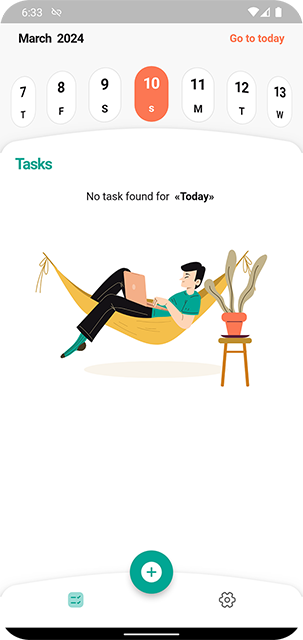 6:33
March 2024
Go to today
7 8 9 10 11 12 13
T F S s M T W
Tasks
No task found for «Today»